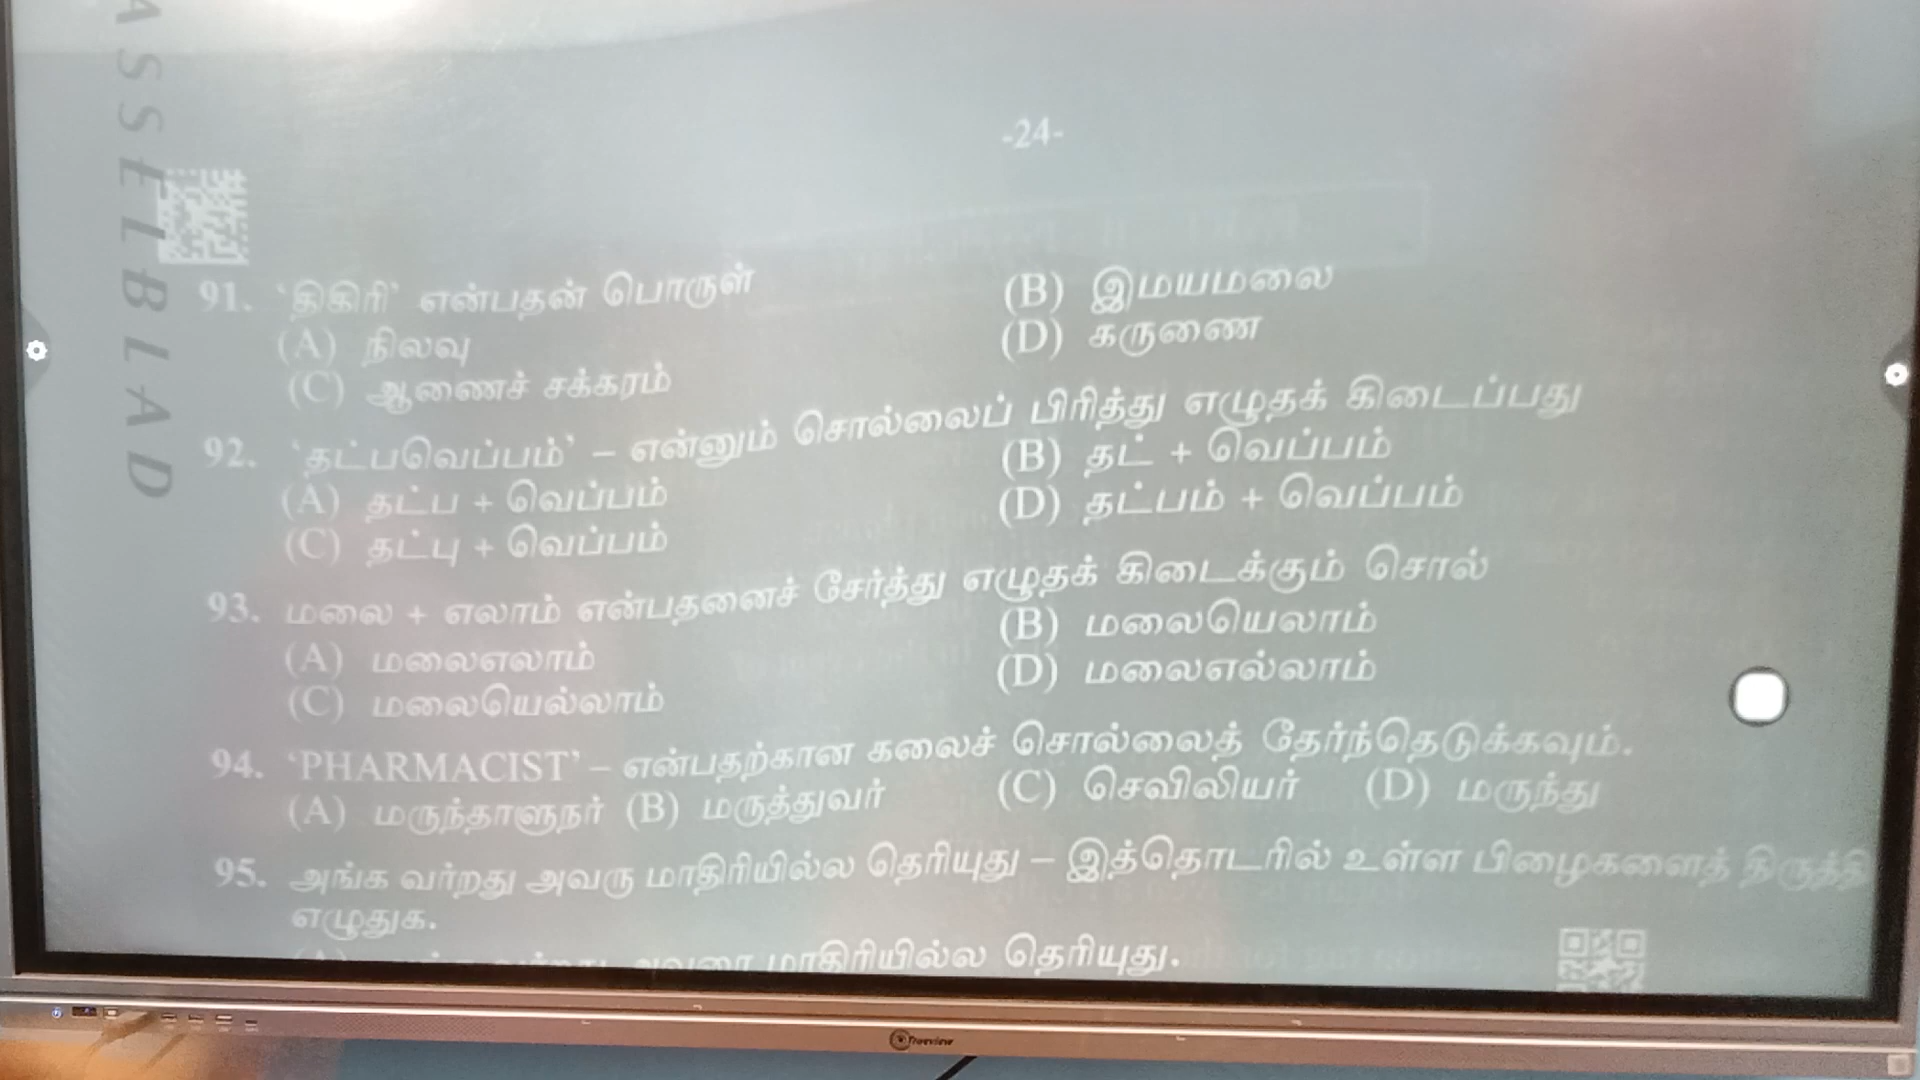 ASSELBLAD
-24-
91. 'திகிரி' என்பதன் பொருள்
(A) நிலவு (B) இமயமலை
(C) ஆணைச் சக்கரம் (D) கருணை
92. 'தட்பவெப்பம்' – என்னும் சொல்லைப் பிரித்து எழுதக் கிடைப்பது
(A) தட்ப + வெப்பம் (B) தட் + வெப்பம்
(C) தட்பு + வெப்பம் (D) தட்பம் + வெப்பம்
93. மலை + எலாம் என்பதனைச் சேர்த்து எழுதக் கிடைக்கும் சொல்
(A) மலைஎலாம் (B) மலையெலாம்
(C) மலையெல்லாம் (D) மலைஎல்லாம்
94. 'PHARMACIST' – என்பதற்கான கலைச் சொல்லைத் தேர்ந்தெடுக்கவும்.
(A) மருந்தாளுநர் (B) மருத்துவர் (C) செவிலியர் (D) மருந்து
95. அங்க வர்றது அவரு மாதிரியில்ல தெரியுது – இத்தொடரில் உள்ள பிழைகளைத் திருத்தி
எழுதுக.
மாதிரியில்ல தெரியுது.
Trueview